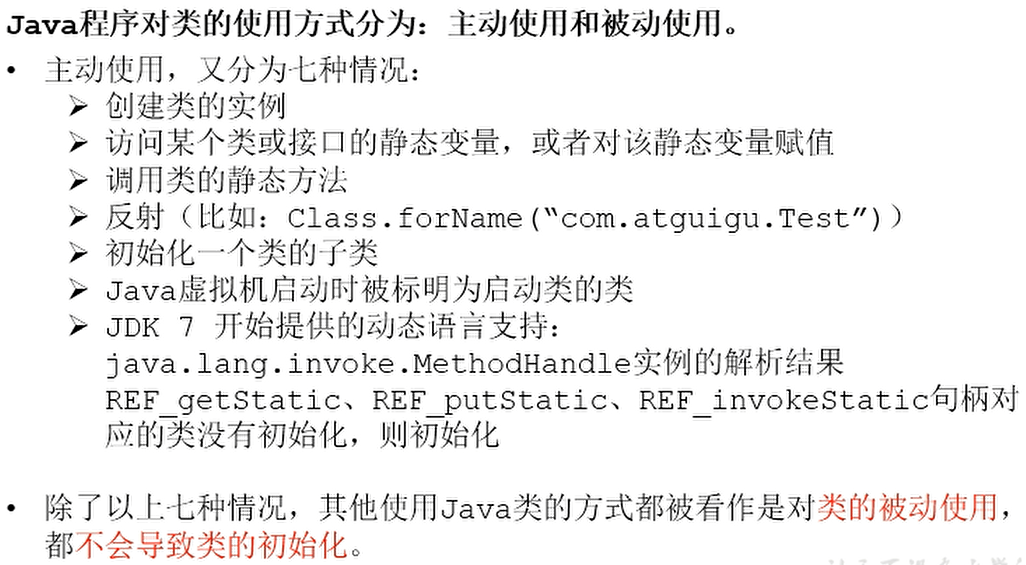 Java程序对类的使用方式分为：主动使用和被动使用。
• 主动使用，又分为七种情况：
➢ 创建类的实例
➢ 访问某个类或接口的静态变量，或者对该静态变量赋值
➢ 调用类的静态方法
➢ 反射（比如：Class.forName(“com.atguigu.Test”)）
➢ 初始化一个类的子类
➢ Java虚拟机启动时被标明为启动类的类
➢ JDK 7 开始提供的动态语言支持：
java.lang.invoke.MethodHandle实例的解析结果
REF_getStatic、REF_putStatic、REF_invokeStatic句柄对
应的类没有初始化，则初始化
• 除了以上七种情况，其他使用Java类的方式都被看作是对类的被动使用，
都不会导致类的初始化。